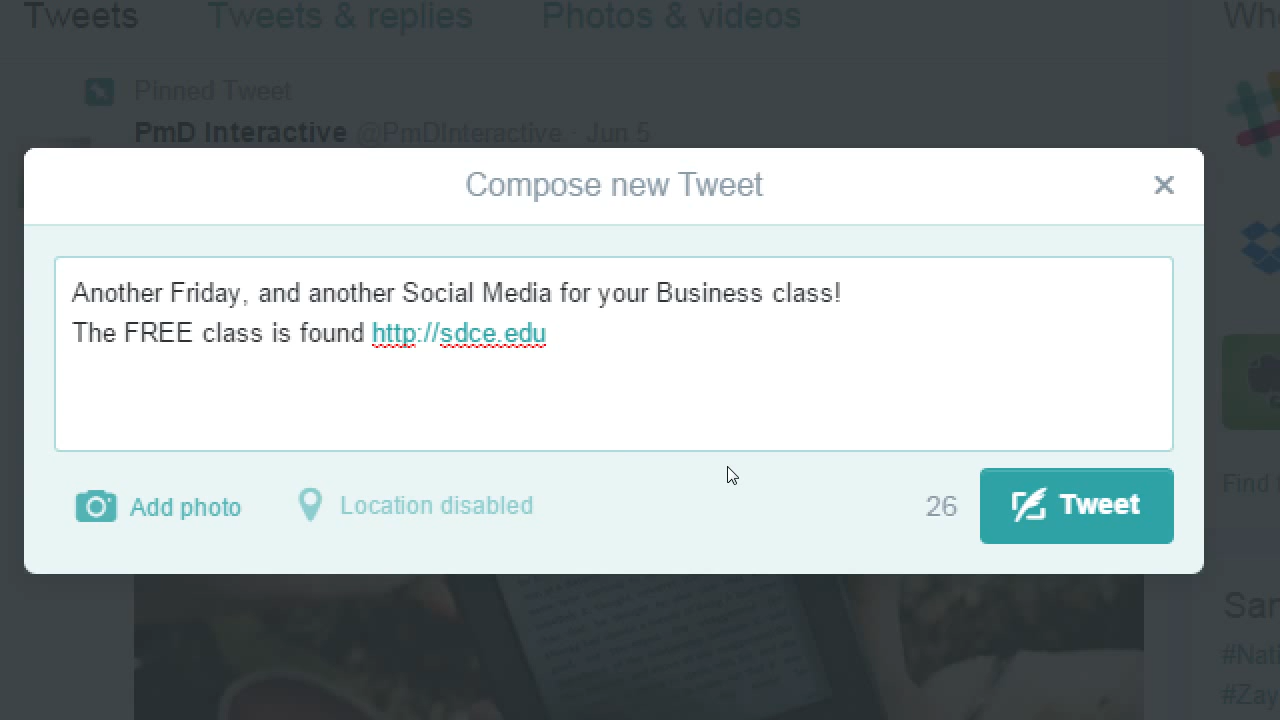 Tweets Tweets & replies Photos & videos
Pinned Tweet
PmD Interactive @PmDInteractive · Jun 5
Compose new Tweet
Another Friday, and another Social Media for your Business class!
The FREE class is found http://sdce.edu
Add photo Location disabled 26 Tweet
Find